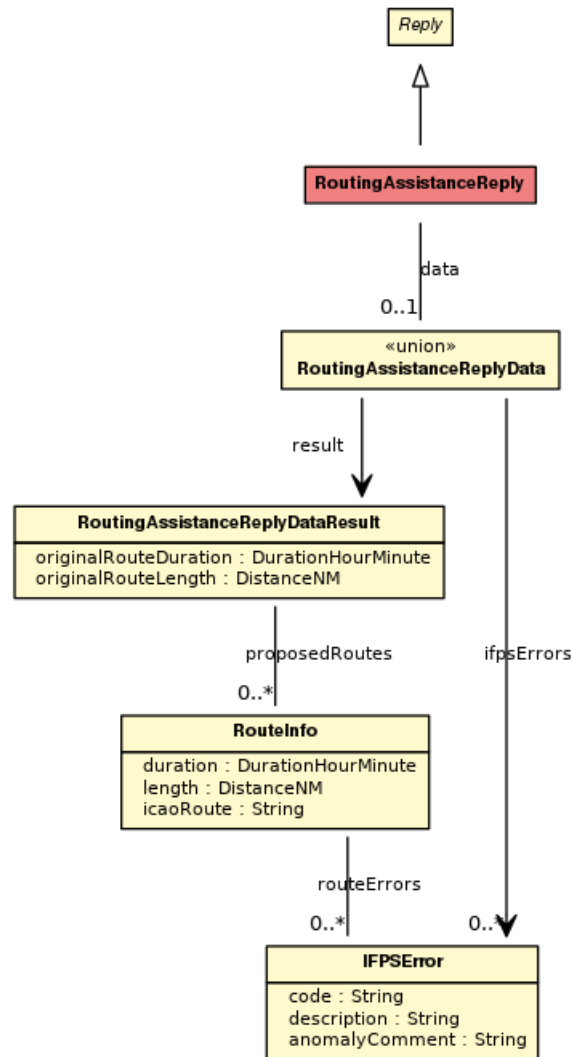 Reply
RoutingAssistanceReply
data
0..1
«union»
RoutingAssistanceReplyData
result
RoutingAssistanceReplyDataResult
originalRouteDuration : DurationHourMinute
originalRouteLength : DistanceNM
proposedRoutes
ifpsErrors
0..*
RouteInfo
duration : DurationHourMinute
length : DistanceNM
icaoRoute : String
routeErrors
0..*
0..*
IFPSError
code : String
description : String
anomalyComment : String